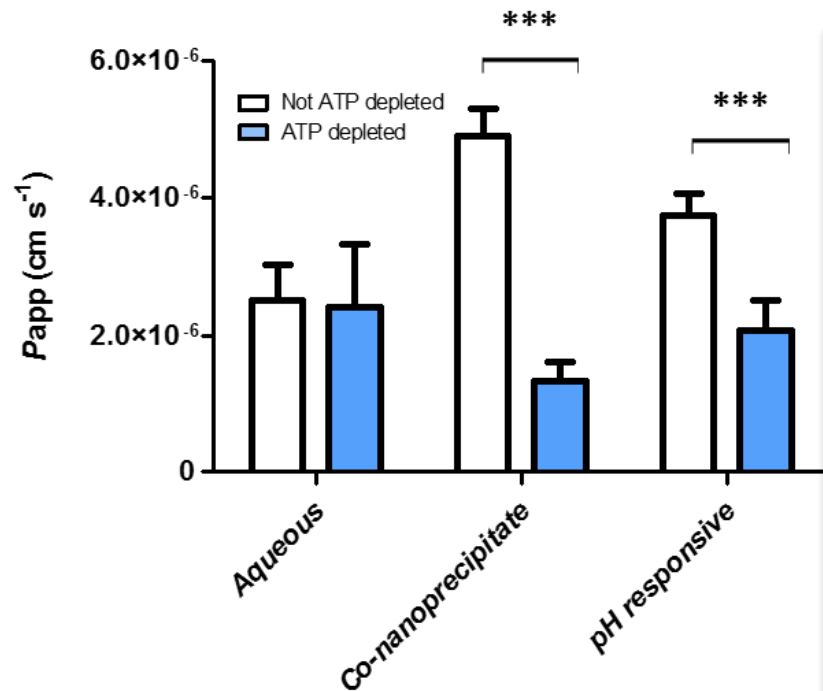 ***
6.0×10⁻⁶
***
Not ATP depleted
ATP depleted
4.0×10⁻⁶
Papp (cm s⁻¹)
2.0×10⁻⁶
0
Aqueous
Co-nanoprecipitate
pH responsive